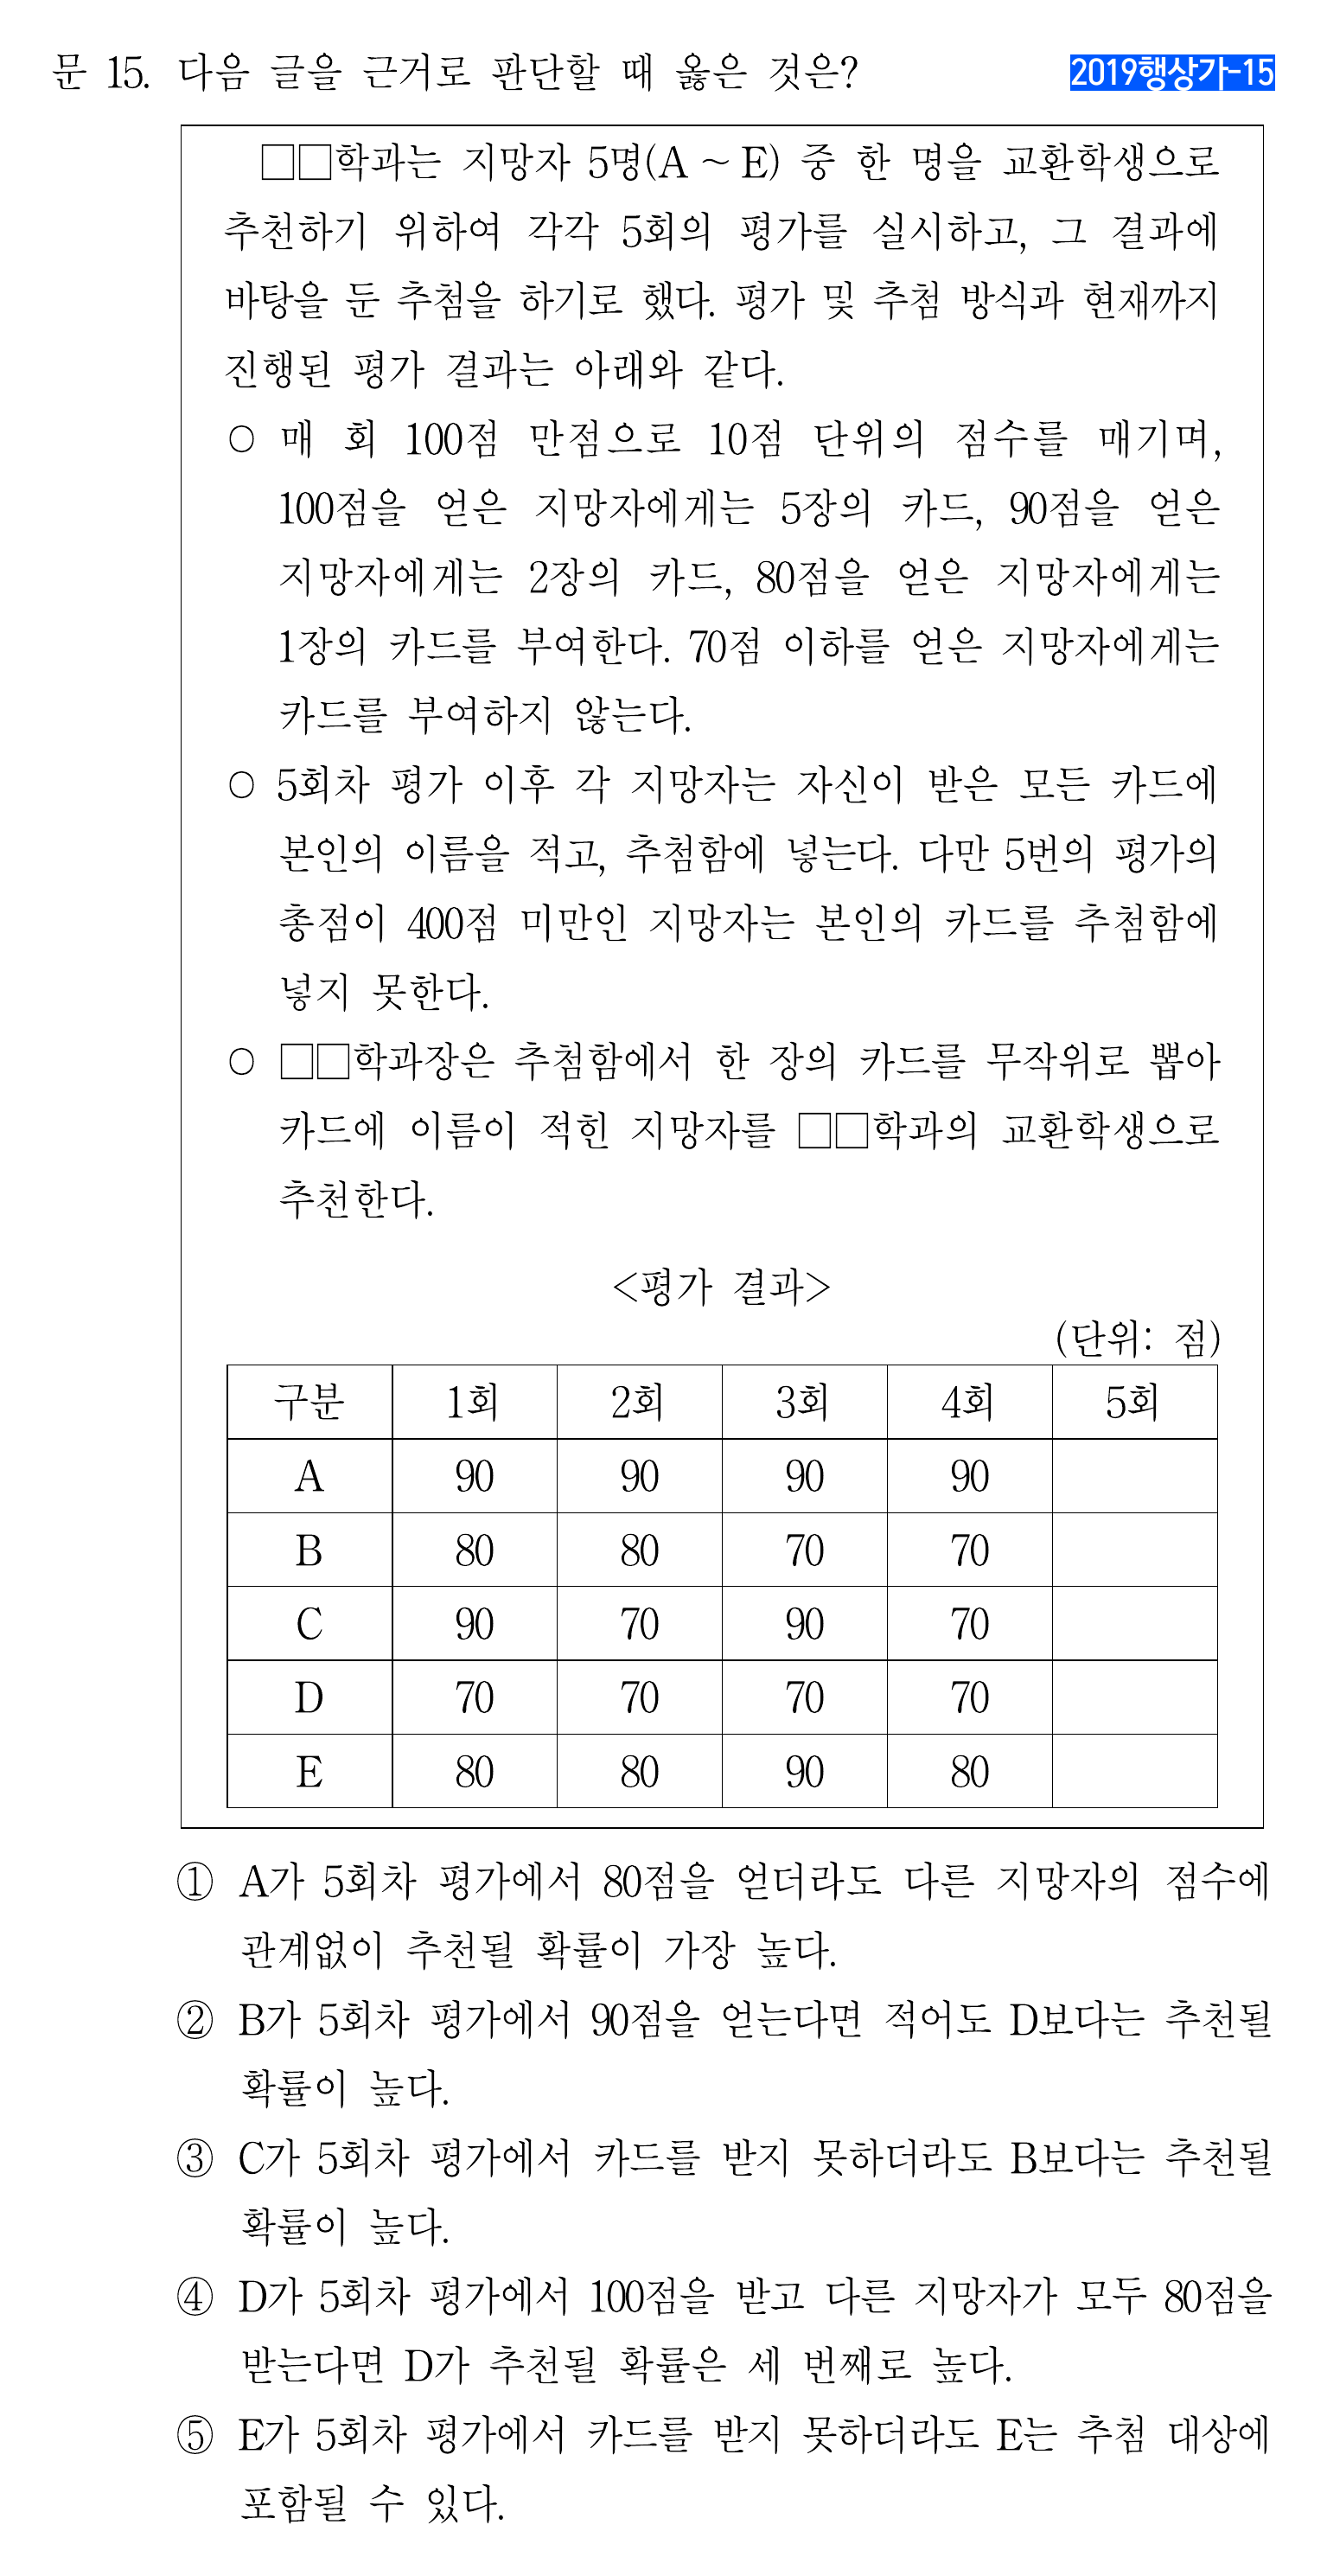 문 15. 다음 글을 근거로 판단할 때 옳은 것은? 2019행상가-15
□□학과는 지망자 5명(A ~ E) 중 한 명을 교환학생으로
추천하기 위하여 각각 5회의 평가를 실시하고, 그 결과에
바탕을 둔 추첨을 하기로 했다. 평가 및 추첨 방식과 현재까지
진행된 평가 결과는 아래와 같다.
○ 매 회 100점 만점으로 10점 단위의 점수를 매기며,
100점을 얻은 지망자에게는 5장의 카드, 90점을 얻은
지망자에게는 2장의 카드, 80점을 얻은 지망자에게는
1장의 카드를 부여한다. 70점 이하를 얻은 지망자에게는
카드를 부여하지 않는다.
○ 5회차 평가 이후 각 지망자는 자신이 받은 모든 카드에
본인의 이름을 적고, 추첨함에 넣는다. 다만 5번의 평가의
총점이 400점 미만인 지망자는 본인의 카드를 추첨함에
넣지 못한다.
○ □□학과장은 추첨함에서 한 장의 카드를 무작위로 뽑아
카드에 이름이 적힌 지망자를 □□학과의 교환학생으로
추천한다.
<평가 결과>
(단위: 점)
구분 1회 2회 3회 4회 5회
A 90 90 90 90
B 80 80 70 70
C 90 70 90 70
D 70 70 70 70
E 80 80 90 80
① A가 5회차 평가에서 80점을 얻더라도 다른 지망자의 점수에
관계없이 추천될 확률이 가장 높다.
② B가 5회차 평가에서 90점을 얻는다면 적어도 D보다는 추천될
확률이 높다.
③ C가 5회차 평가에서 카드를 받지 못하더라도 B보다는 추천될
확률이 높다.
④ D가 5회차 평가에서 100점을 받고 다른 지망자가 모두 80점을
받는다면 D가 추천될 확률은 세 번째로 높다.
⑤ E가 5회차 평가에서 카드를 받지 못하더라도 E는 추첨 대상에
포함될 수 있다.